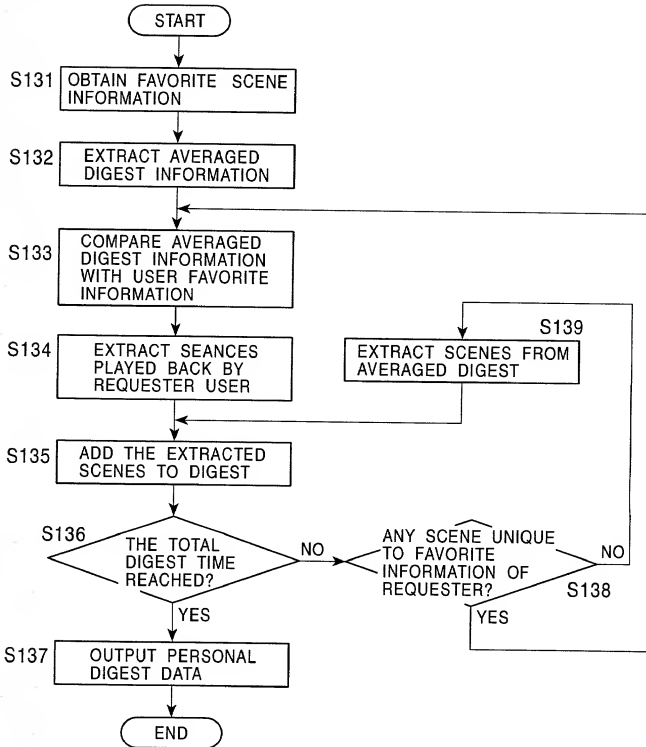 START
S131
OBTAIN FAVORITE SCENE
INFORMATION
S132
EXTRACT AVERAGED
DIGEST INFORMATION
S133
COMPARE AVERAGED
DIGEST INFORMATION
WITH USER FAVORITE
INFORMATION
S134
EXTRACT SEANCES
PLAYED BACK BY
REQUESTER USER
S139
EXTRACT SCENES FROM
AVERAGED DIGEST
S135
ADD THE EXTRACTED
SCENES TO DIGEST
S136
THE TOTAL
DIGEST TIME
REACHED?
NO
YES
ANY SCENE UNIQUE
TO FAVORITE
INFORMATION OF
REQUESTER?
NO
S138
YES
S137
OUTPUT PERSONAL
DIGEST DATA
END